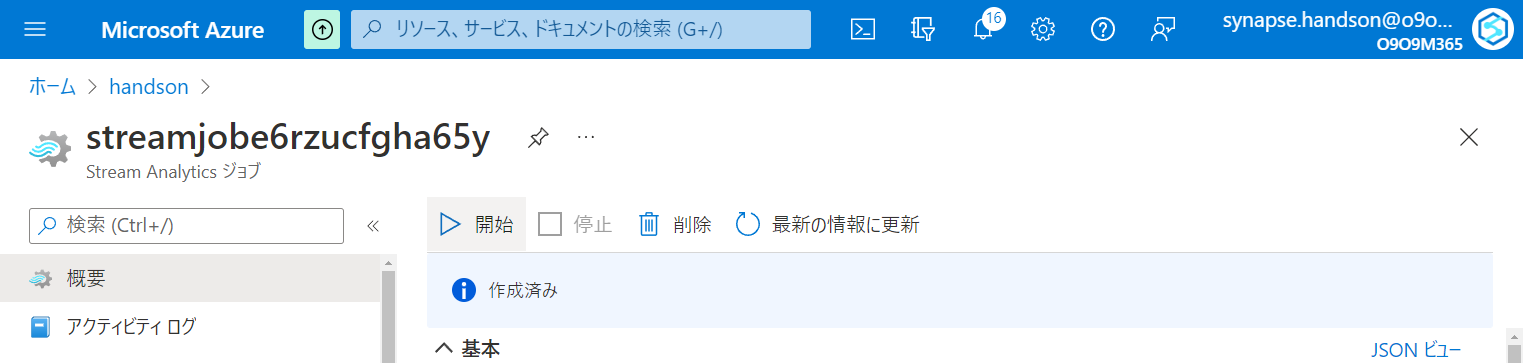 Microsoft Azure
リソース、サービス、ドキュメントの検索 (G+/)
16
synapse.handson@o9o...
O9O9M365
ホーム > handson >
streamjobe6rzucfgha65y
...
Stream Analytics ジョブ
検索 (Ctrl+/)
«
開始
停止
削除
最新の情報に更新
概要
作成済み
アクティビティ ログ
基本
JSON ビュー